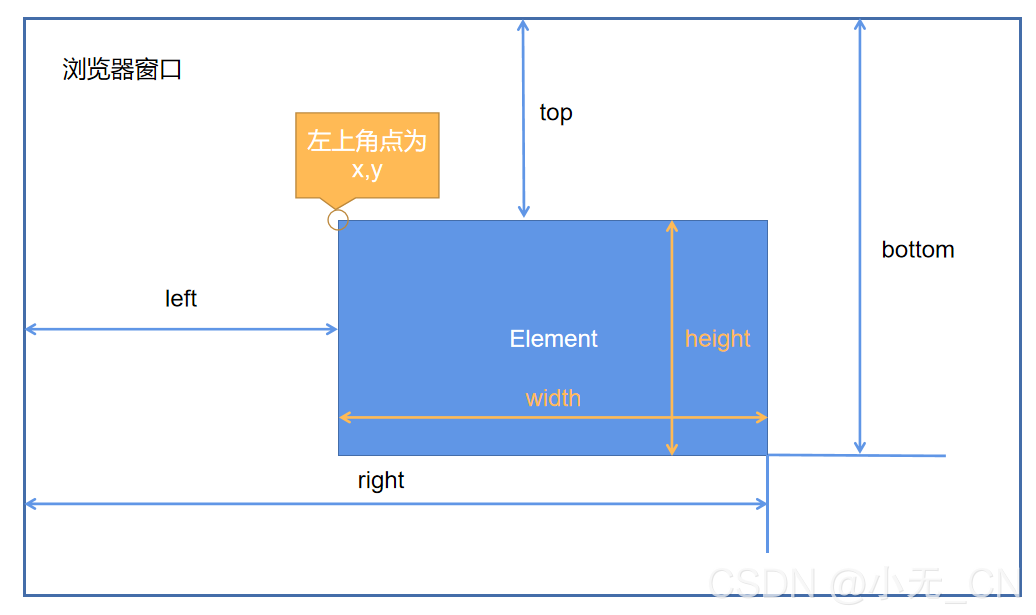 浏览器窗口
top
左上角点为
x,y
bottom
left
Element
height
width
right
CSDN @小无_CN